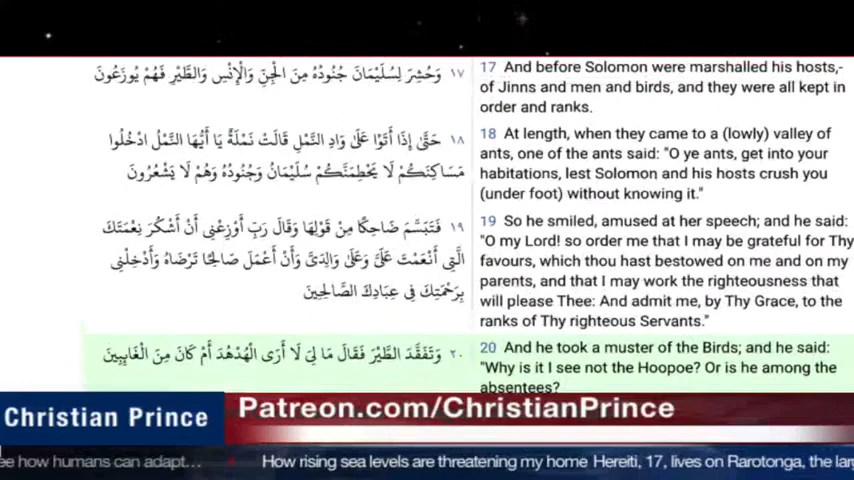 ١٧ وَحُشِرَ لِسُلَيْمَانَ جُنُودُهُ مِنَ الْجِنِّ وَالْإِنْسِ وَالطَّيْرِ فَهُمْ يُوزَعُونَ
17 And before Solomon were marshalled his hosts,-
of Jinns and men and birds, and they were all kept in
order and ranks.
١٨ حَتَّىٰ إِذَا أَتَوْا عَلَىٰ وَادِ النَّمْلِ قَالَتْ نَمْلَةٌ يَا أَيُّهَا النَّمْلُ ادْخُلُوا
مَسَاكِنَكُمْ لَا يَحْطِمَنَّكُمْ سُلَيْمَانُ وَجُنُودُهُ وَهُمْ لَا يَشْعُرُونَ
18 At length, when they came to a (lowly) valley of
ants, one of the ants said: "O ye ants, get into your
habitations, lest Solomon and his hosts crush you
(under foot) without knowing it."
١٩ فَتَبَسَّمَ ضَاحِكًا مِنْ قَوْلِهَا وَقَالَ رَبِّ أَوْزِعْنِي أَنْ أَشْكُرَ نِعْمَتَكَ
الَّتِي أَنْعَمْتَ عَلَيَّ وَعَلَىٰ وَالِدَيَّ وَأَنْ أَعْمَلَ صَالِحًا تَرْضَاهُ وَأَدْخِلْنِي
بِرَحْمَتِكَ فِي عِبَادِكَ الصَّالِحِينَ
19 So he smiled, amused at her speech; and he said:
"O my Lord! so order me that I may be grateful for Thy
favours, which thou hast bestowed on me and on my
parents, and that I may work the righteousness that
will please Thee: And admit me, by Thy Grace, to the
ranks of Thy righteous Servants."
٢٠ وَتَفَقَّدَ الطَّيْرَ فَقَالَ مَا لِيَ لَا أَرَى الْهُدْهُدَ أَمْ كَانَ مِنَ الْغَائِبِينَ
20 And he took a muster of the Birds; and he said:
"Why is it I see not the Hoopoe? Or is he among the
absentees?
Christian Prince
Patreon.com/ChristianPrince
how humans can adapt... How rising sea levels are threatening my home Hereiti, 17, lives on Rarotonga, the